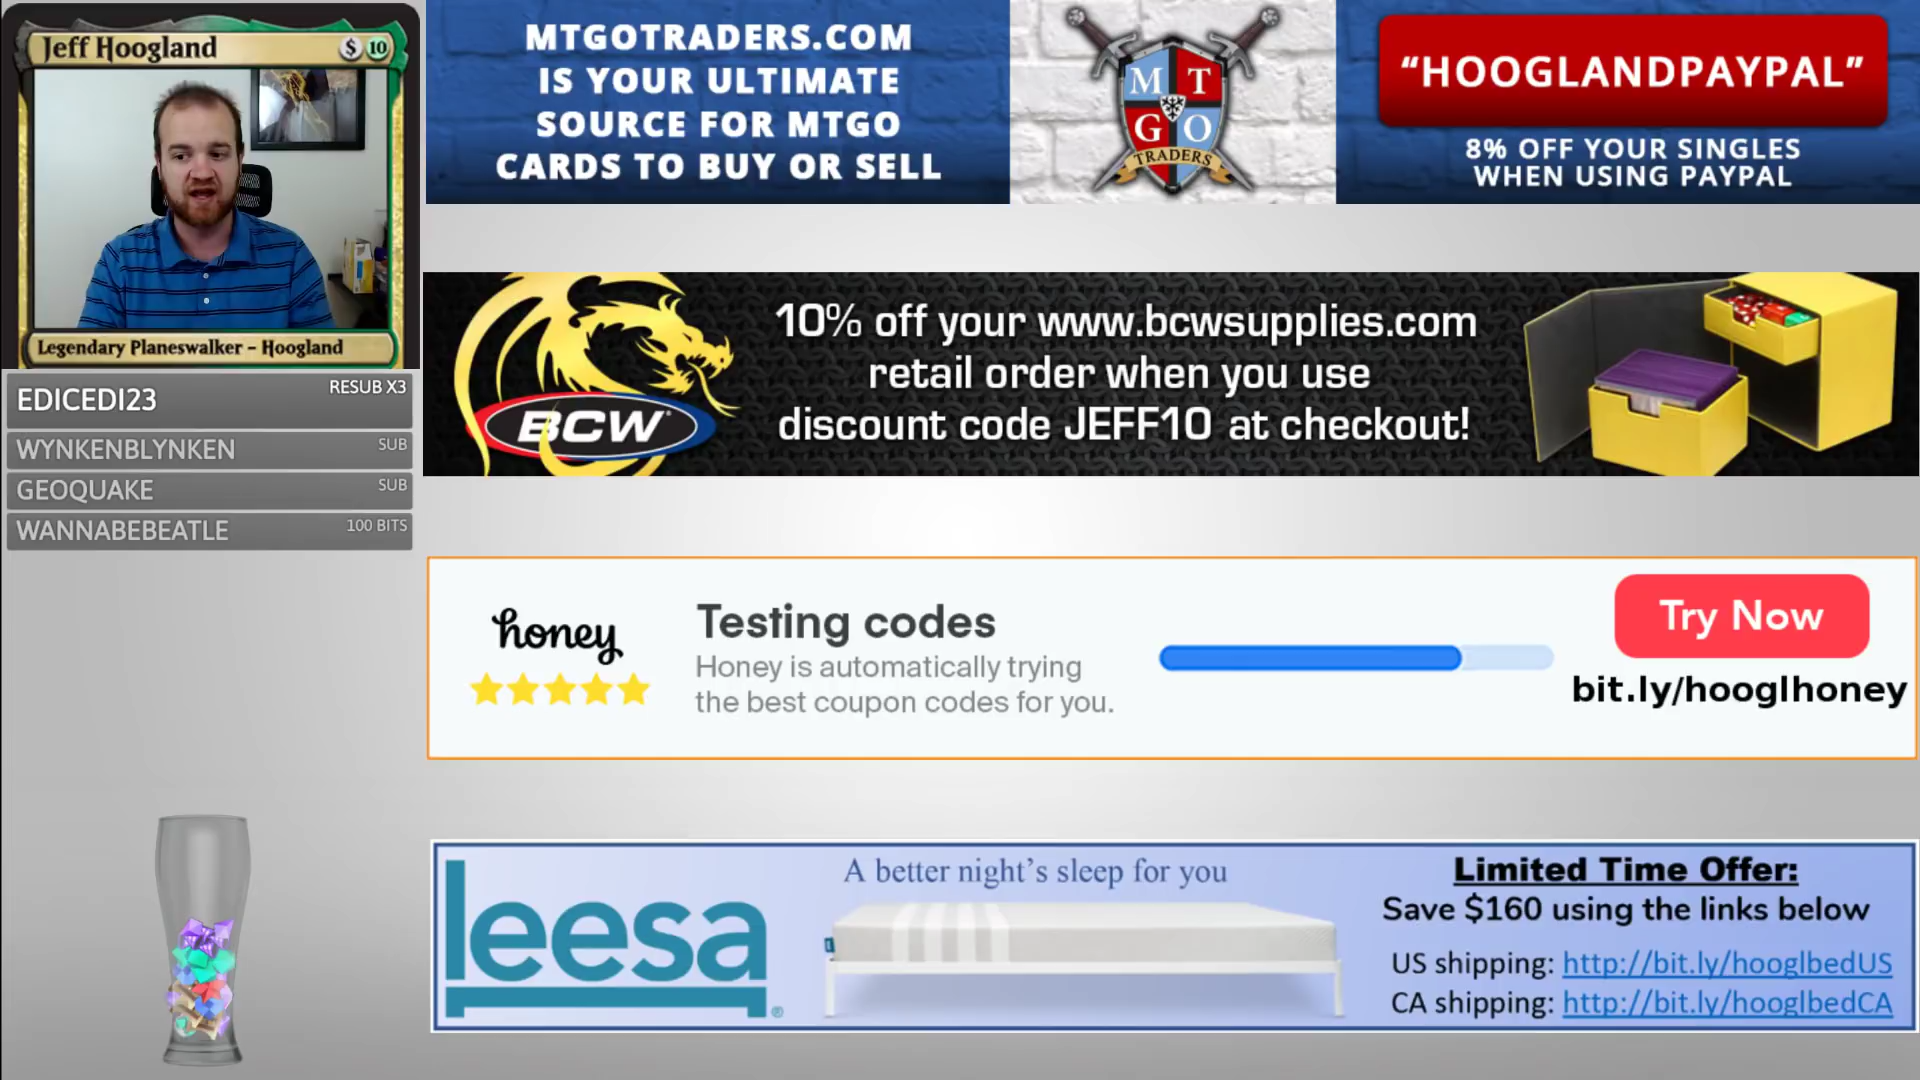 Jeff Hoogland
$ 10
Legendary Planeswalker – Hoogland
EDICEDI23 RESUB X3
WYNKENBLYNKEN SUB
GEOQUAKE SUB
WANNABEBEATLE 100 BITS
MTGOTRADERS.COM
IS YOUR ULTIMATE
SOURCE FOR MTGO
CARDS TO BUY OR SELL
M T
G O
TRADERS
“HOOGLANDPAYPAL”
8% OFF YOUR SINGLES
WHEN USING PAYPAL
BCW®
10% off your www.bcwsupplies.com
retail order when you use
discount code JEFF10 at checkout!
honey
Testing codes
Honey is automatically trying
the best coupon codes for you.
Try Now
bit.ly/hooglhoney
leesa®
A better night's sleep for you
Limited Time Offer:
Save $160 using the links below
US shipping: http://bit.ly/hooglbedUS
CA shipping: http://bit.ly/hooglbedCA